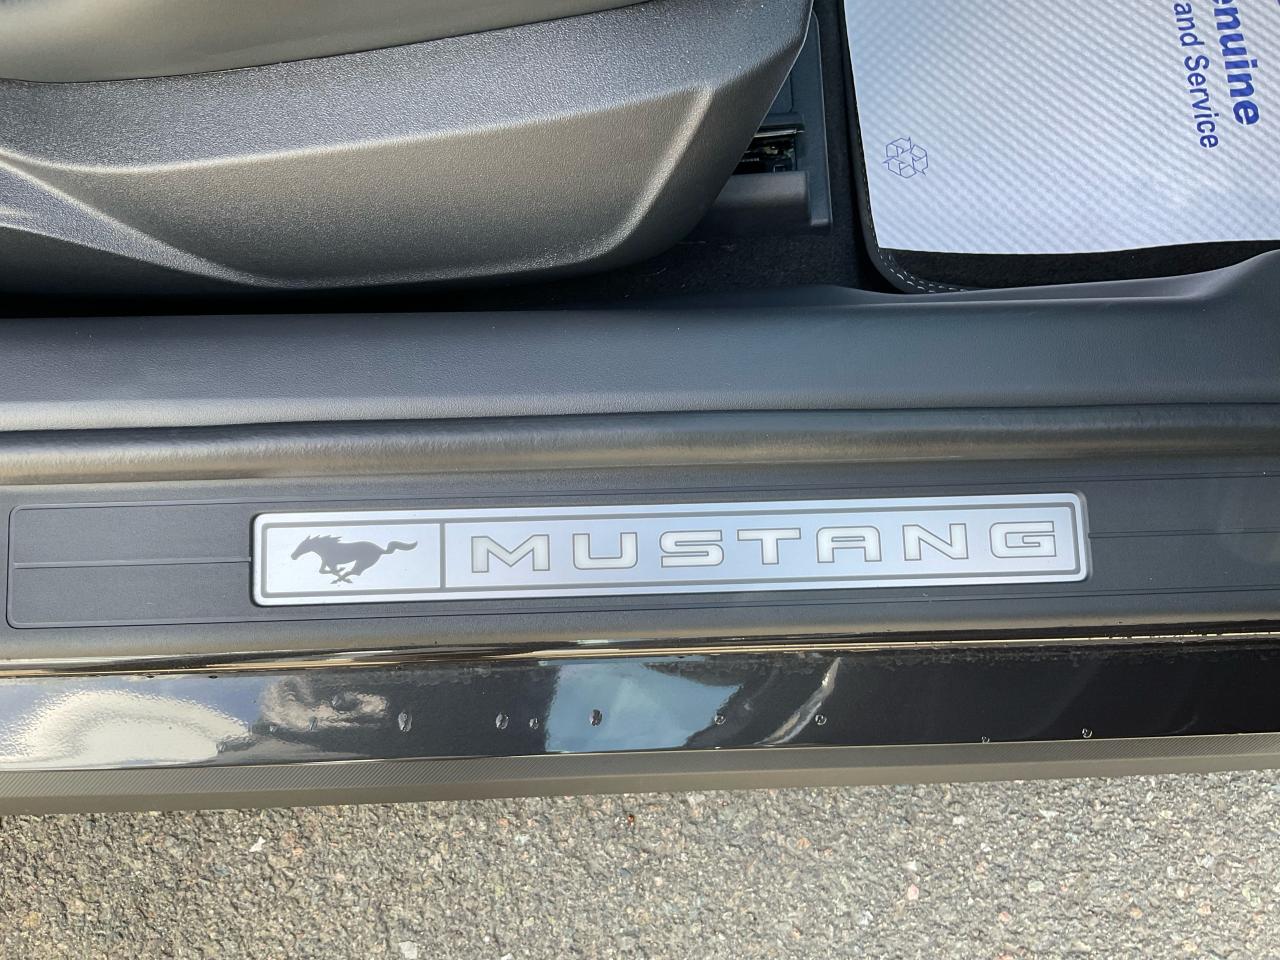 enuine
and Service
MUSTANG